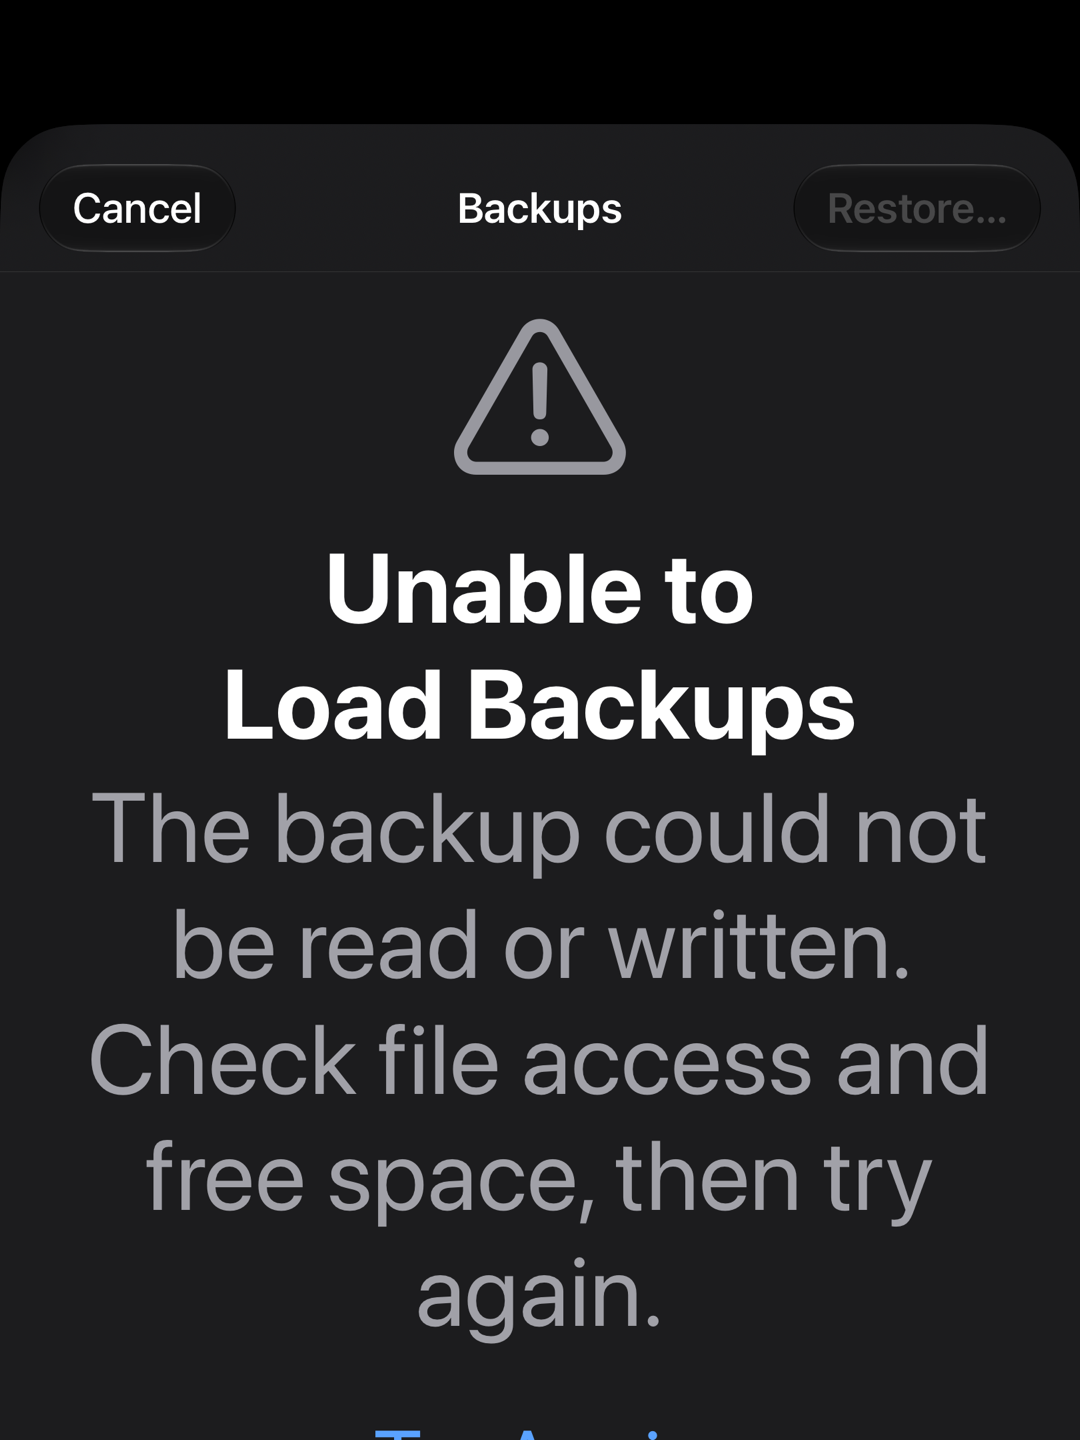 Cancel
Backups
Restore...
Unable to
Load Backups
The backup could not
be read or written.
Check file access and
free space, then try
again.